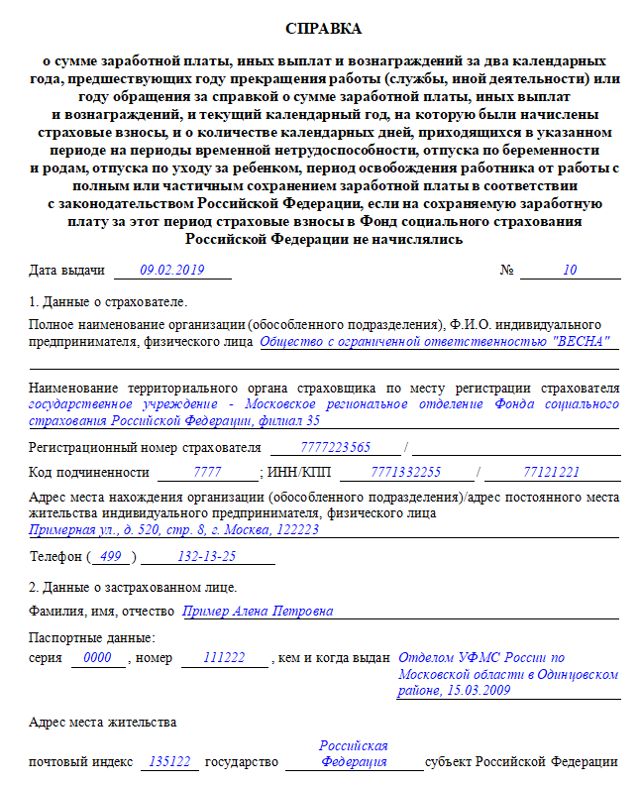 СПРАВКА
о сумме заработной платы, иных выплат и вознаграждений за два календарных
года, предшествующих году прекращения работы (службы, иной деятельности) или
году обращения за справкой о сумме заработной платы, иных выплат
и вознаграждений, и текущий календарный год, на которую были начислены
страховые взносы, и о количестве календарных дней, приходящихся в указанном
периоде на периоды временной нетрудоспособности, отпуска по беременности
и родам, отпуска по уходу за ребенком, период освобождения работника от работы с
полным или частичным сохранением заработной платы в соответствии
с законодательством Российской Федерации, если на сохраняемую заработную
плату за этот период страховые взносы в Фонд социального страхования
Российской Федерации не начислялись
Дата выдачи 09.02.2019 № 10
1. Данные о страхователе.
Полное наименование организации (обособленного подразделения), Ф.И.О. индивидуального
предпринимателя, физического лица Общество с ограниченной ответственностью "ВЕСНА"
Наименование территориального органа страховщика по месту регистрации страхователя
государственное учреждение - Московское региональное отделение Фонда социального
страхования Российской Федерации, филиал 35
Регистрационный номер страхователя 7777223565 /
Код подчиненности 7777 ; ИНН/КПП 7771332255 / 77121221
Адрес места нахождения организации (обособленного подразделения)/адрес постоянного места
жительства индивидуального предпринимателя, физического лица
Примерная ул., д. 520, стр. 8, г. Москва, 122223
Телефон ( 499 ) 132-13-25
2. Данные о застрахованном лице.
Фамилия, имя, отчество Пример Алена Петровна
Паспортные данные:
серия 0000 , номер 111222 , кем и когда выдан Отделом УФМС России по
Московской области в Одинцовском
районе, 15.03.2009
Адрес места жительства
Российская
почтовый индекс 135122 государство Федерация субъект Российской Федерации